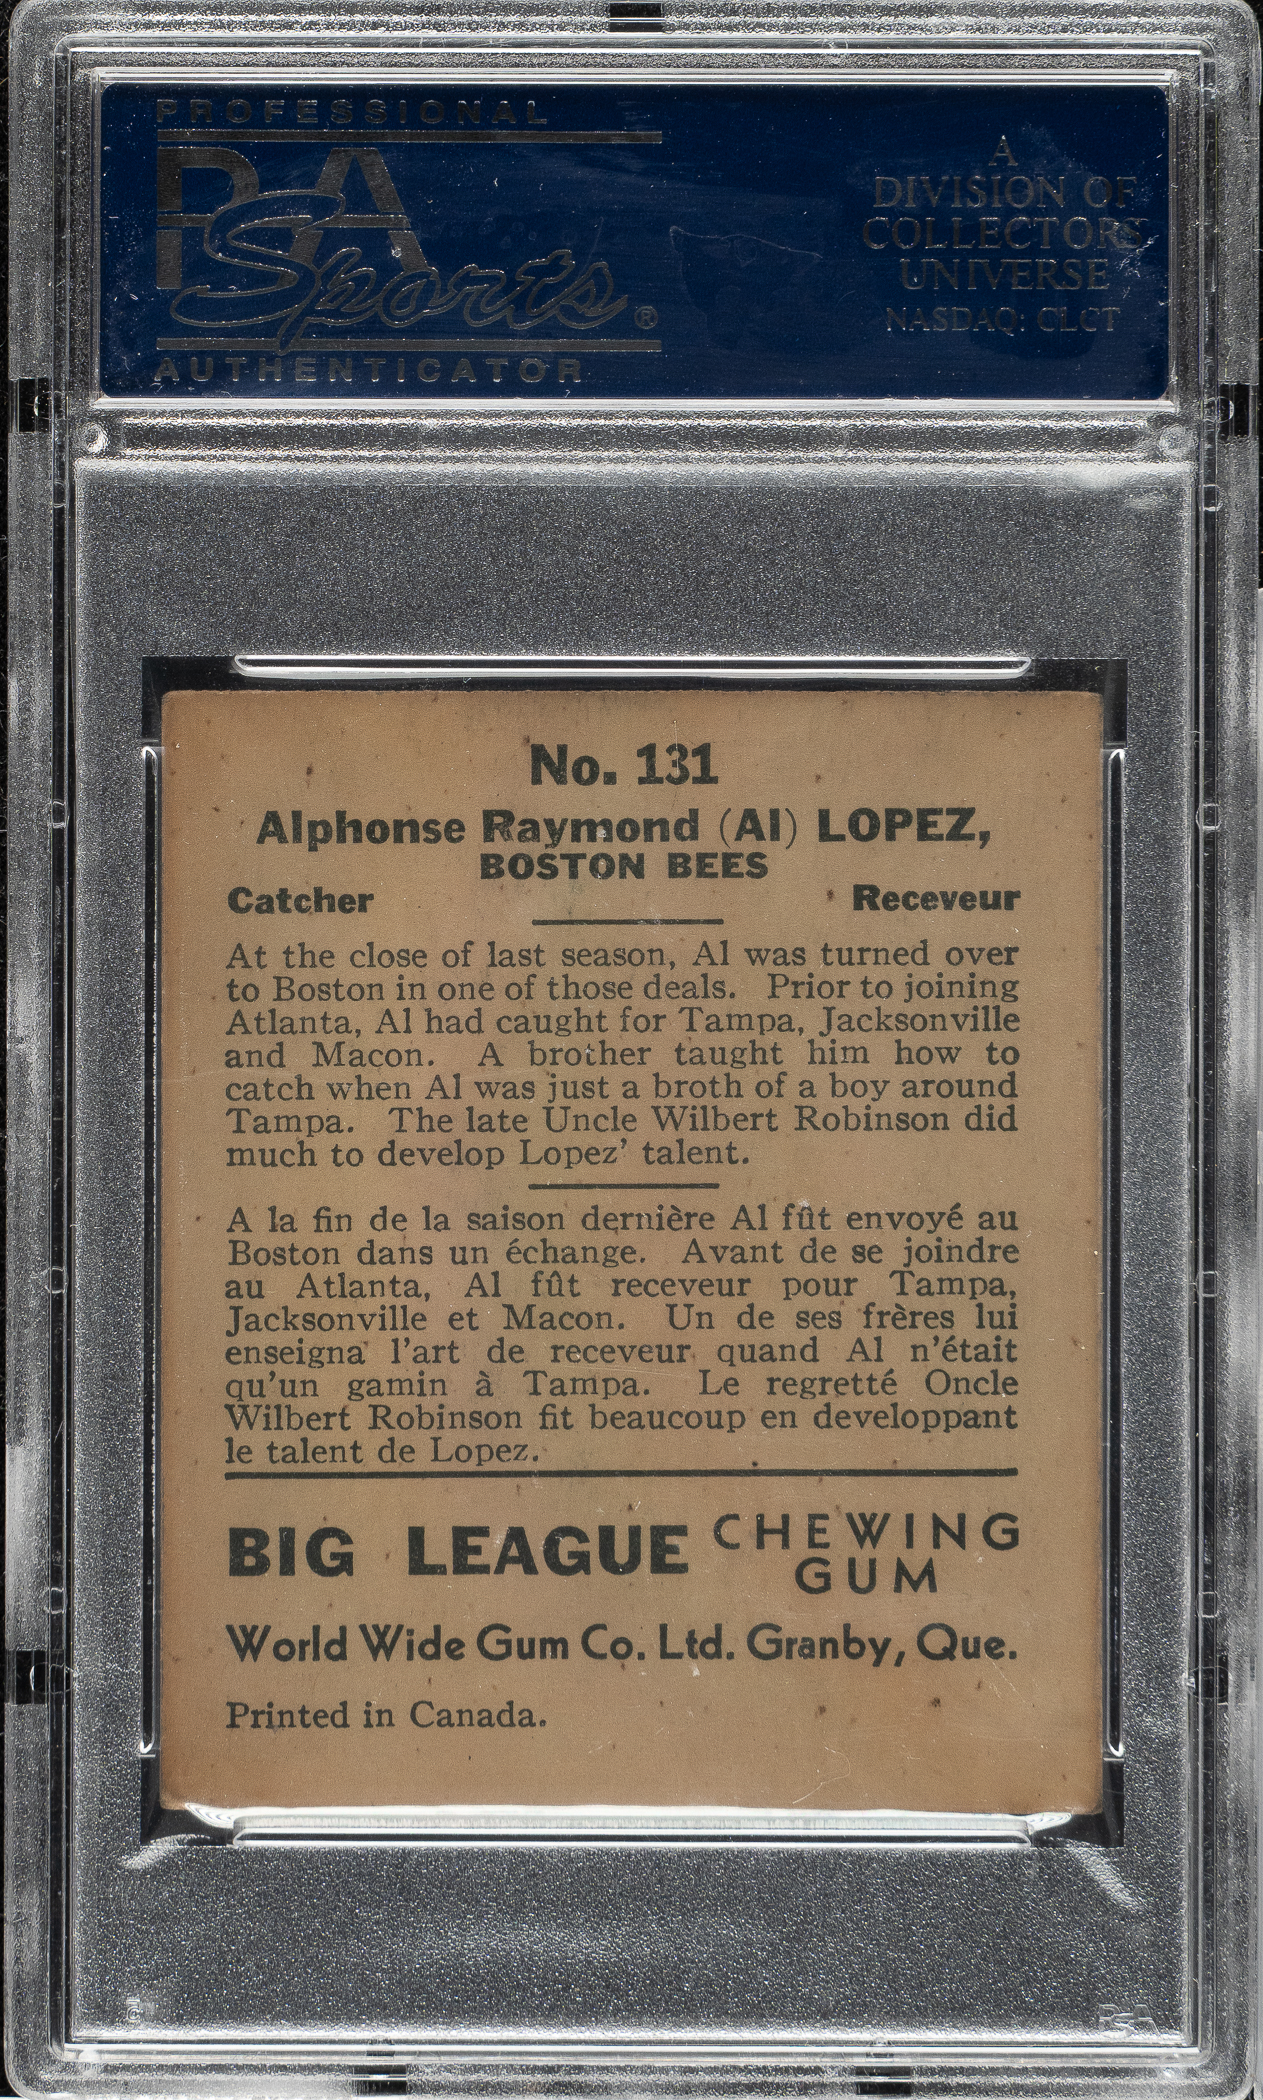 PROFESSIONAL
PSA
Sports®
AUTHENTICATOR
A
DIVISION OF
COLLECTORS
UNIVERSE
NASDAQ: CLCT
No. 131
Alphonse Raymond (Al) LOPEZ,
BOSTON BEES
Catcher Receveur
At the close of last season, Al was turned over
to Boston in one of those deals. Prior to joining
Atlanta, Al had caught for Tampa, Jacksonville
and Macon. A brother taught him how to
catch when Al was just a broth of a boy around
Tampa. The late Uncle Wilbert Robinson did
much to develop Lopez' talent.
A la fin de la saison dernière Al fût envoyé au
Boston dans un échange. Avant de se joindre
au Atlanta, Al fût receveur pour Tampa,
Jacksonville et Macon. Un de ses frères lui
enseigna l'art de receveur quand Al n'était
qu'un gamin à Tampa. Le regretté Oncle
Wilbert Robinson fit beaucoup en developpant
le talent de Lopez.
BIG LEAGUE CHEWING
GUM
World Wide Gum Co. Ltd. Granby, Que.
Printed in Canada.
PSA